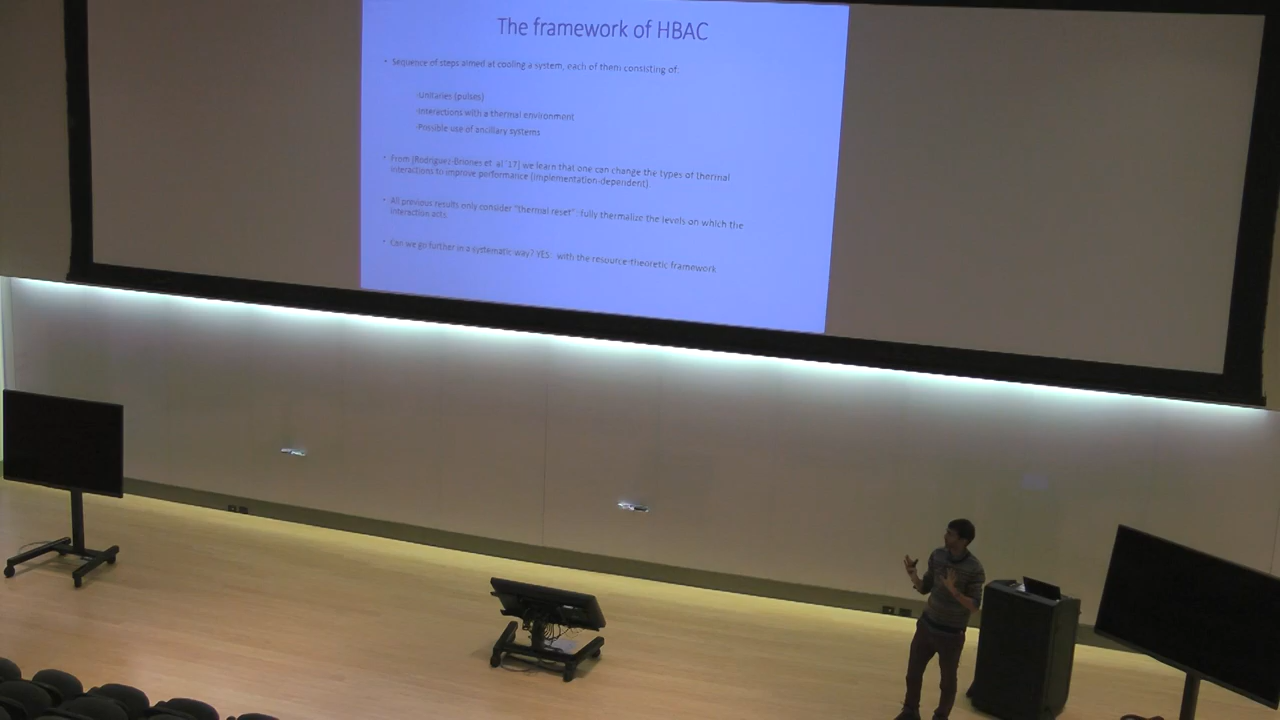 The framework of HBAC
• Sequence of steps aimed at cooling a system, each of them consisting of:
-Unitaries (pulses)
-Interactions with a thermal environment
-Possible use of ancillary systems
• From [Rodriguez-Briones et al '17] we learn that one can change the types of thermal
interactions to improve performance (implementation-dependent).
• All previous results only consider "thermal reset": fully thermalize the levels on which the
interaction acts.
• Can we go further in a systematic way? YES with the resource-theoretic framework